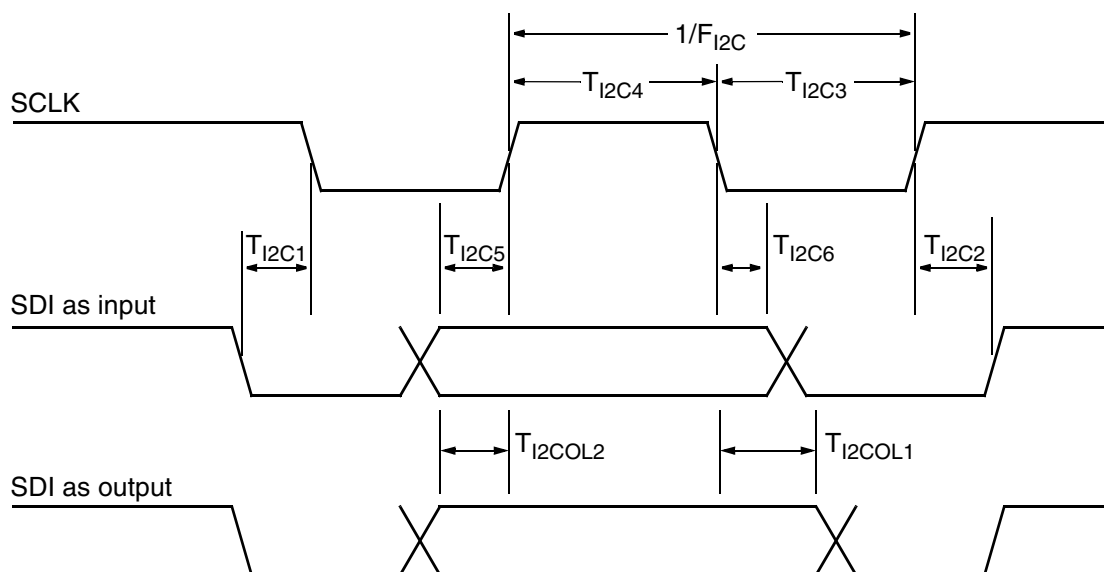 1/F_I2C
T_I2C4 T_I2C3
SCLK
T_I2C1 T_I2C5 T_I2C6 T_I2C2
SDI as input
T_I2COL2 T_I2COL1
SDI as output